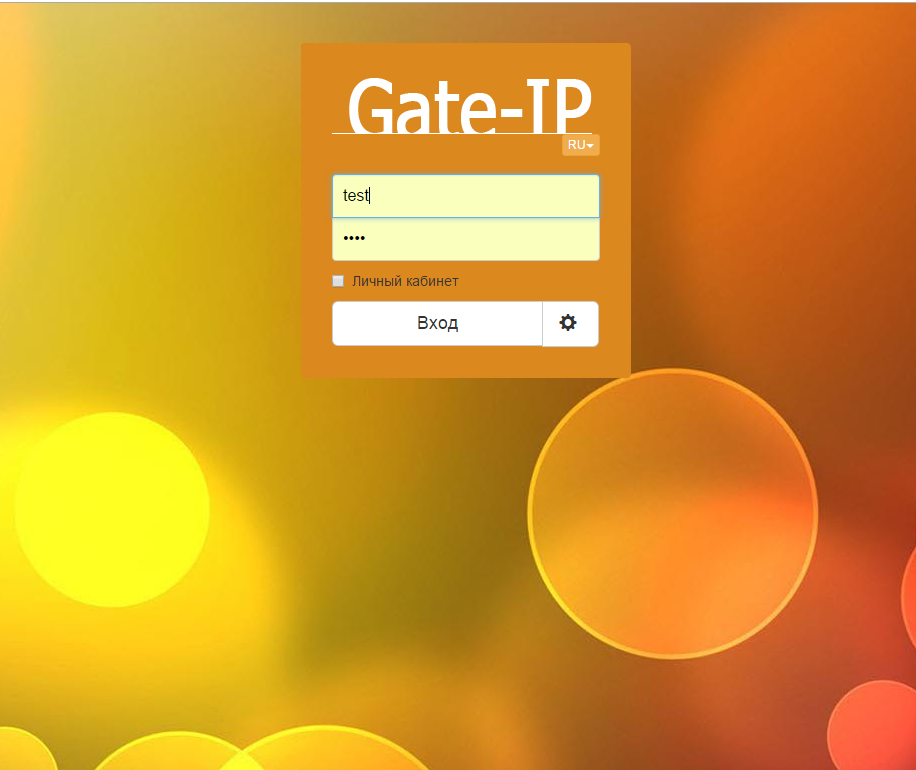 Gate-IP
RU
test
••••
Личный кабинет
Вход